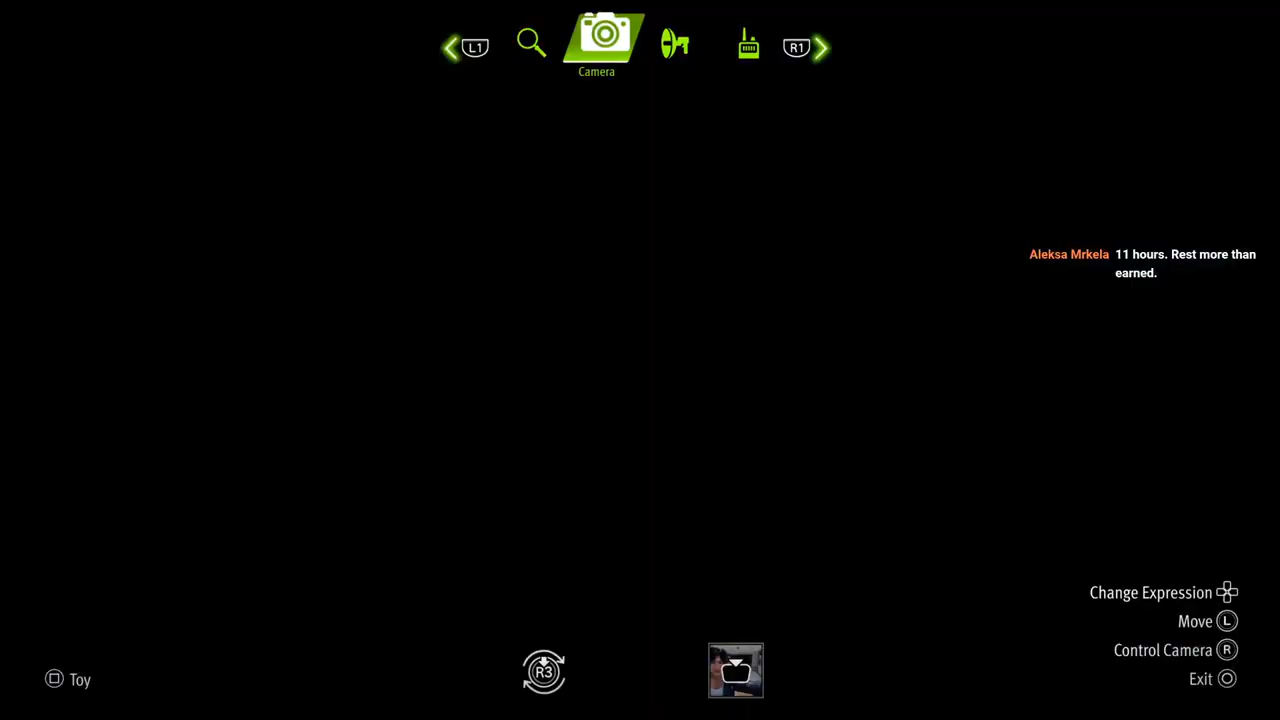 L1
R1
Camera
Aleksa Mrkela 11 hours. Rest more than
earned.
Change Expression
Move L
Control Camera R
Exit
Toy
R3